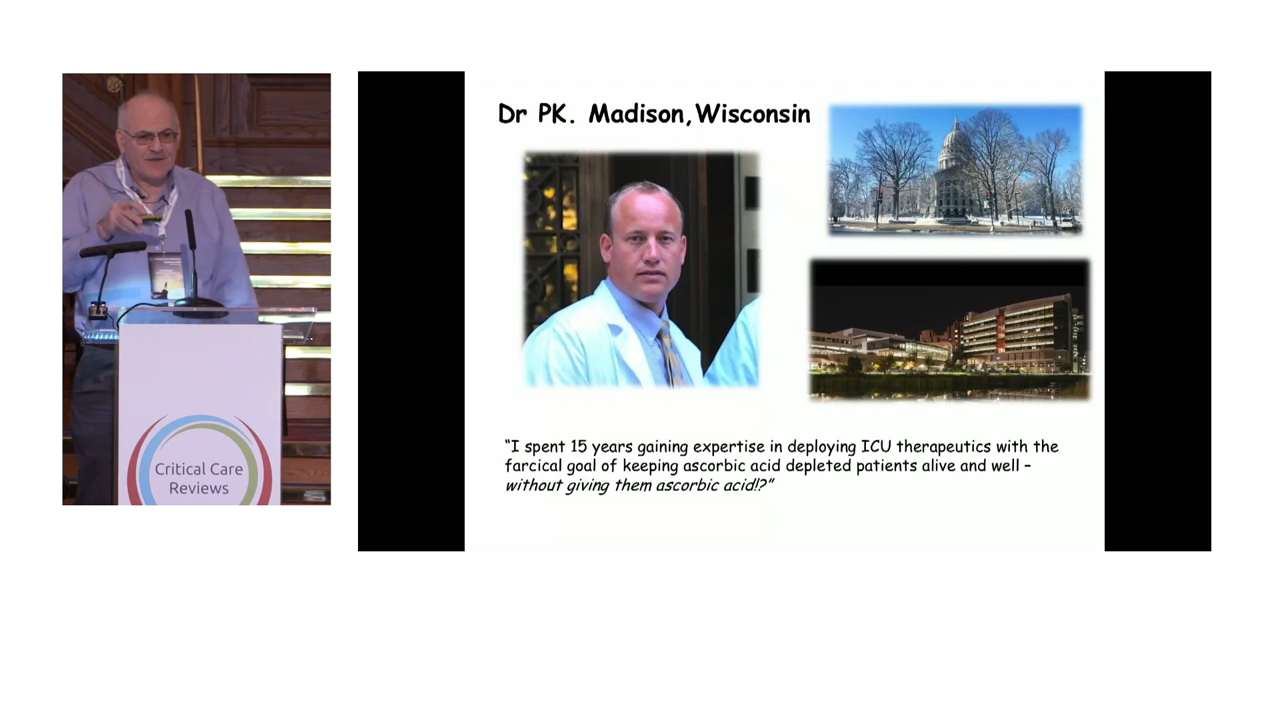 Dr PK. Madison,Wisconsin
"I spent 15 years gaining expertise in deploying ICU therapeutics with the
farcical goal of keeping ascorbic acid depleted patients alive and well –
without giving them ascorbic acid!?”
Critical Care
Reviews